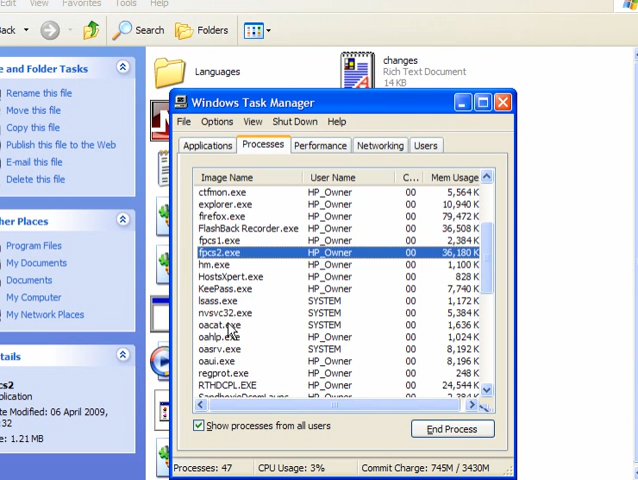 Edit View Favorites Tools Help
Back Search Folders
File and Folder Tasks
Rename this file
Move this file
Copy this file
Publish this file to the Web
E-mail this file
Delete this file
Other Places
Program Files
My Documents
Documents
My Computer
My Network Places
Details
fpcs2
Application
Date Modified: 06 April 2009,
:32
Size: 1.21 MB
Languages
changes
Rich Text Document
14 KB
Windows Task Manager
File Options View Shut Down Help
Applications Processes Performance Networking Users
Image Name User Name C... Mem Usage
ctfmon.exe HP_Owner 00 5,564 K
explorer.exe HP_Owner 00 10,940 K
firefox.exe HP_Owner 00 79,472 K
FlashBack Recorder.exe HP_Owner 00 36,508 K
fpcs1.exe HP_Owner 00 2,384 K
fpcs2.exe HP_Owner 00 36,180 K
hm.exe HP_Owner 00 1,100 K
HostsXpert.exe HP_Owner 00 828 K
KeePass.exe HP_Owner 00 7,740 K
lsass.exe SYSTEM 00 1,172 K
nvsvc32.exe SYSTEM 00 5,384 K
oacat.exe SYSTEM 00 1,636 K
oahlp.exe HP_Owner 00 1,024 K
oasrv.exe SYSTEM 00 8,192 K
oaui.exe HP_Owner 00 8,196 K
regprot.exe HP_Owner 00 248 K
RTHDCPL.EXE HP_Owner 00 24,544 K
Show processes from all users
End Process
Processes: 47 CPU Usage: 3% Commit Charge: 745M / 3430M